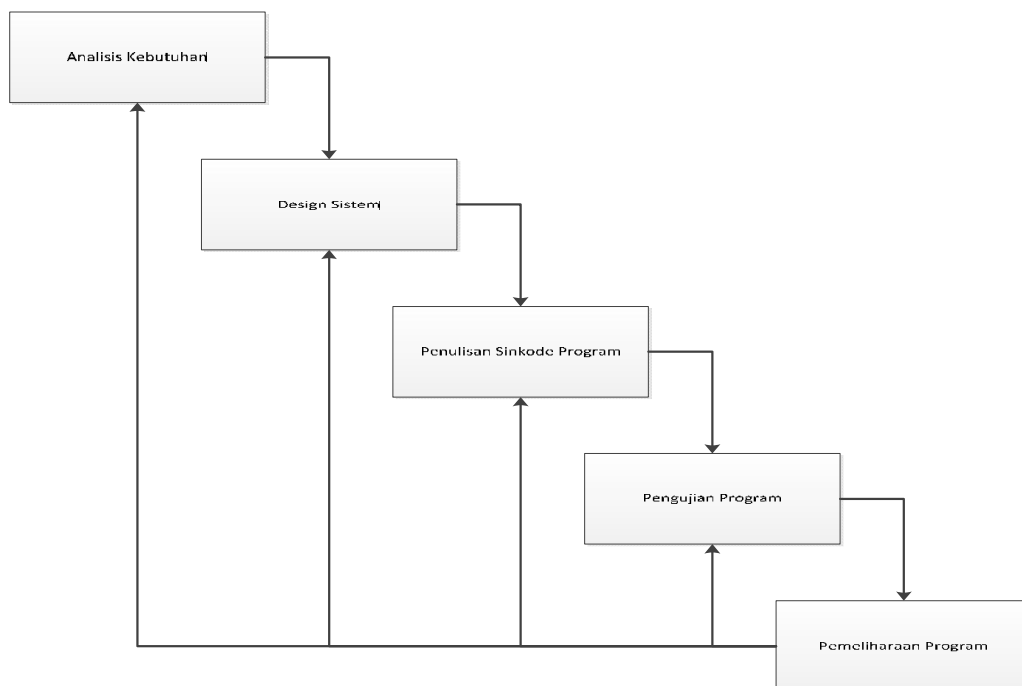 Analisis Kebutuhan
Design Sistem
Penulisan Sinkode Program
Pengujian Program
Pemeliharaan Program